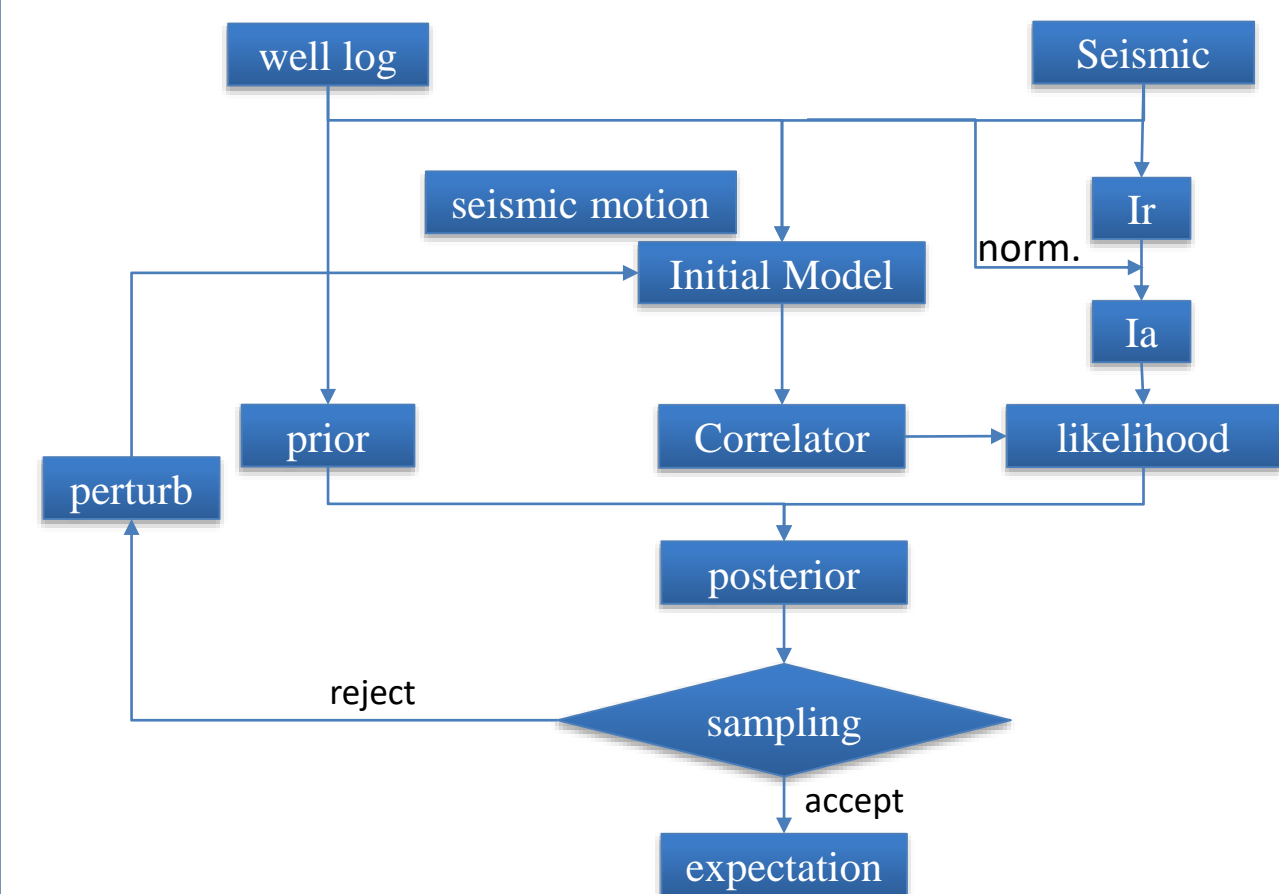 well log
Seismic
seismic motion
Ir
norm.
Initial Model
Ia
prior
Correlator
likelihood
perturb
posterior
reject
sampling
accept
expectation